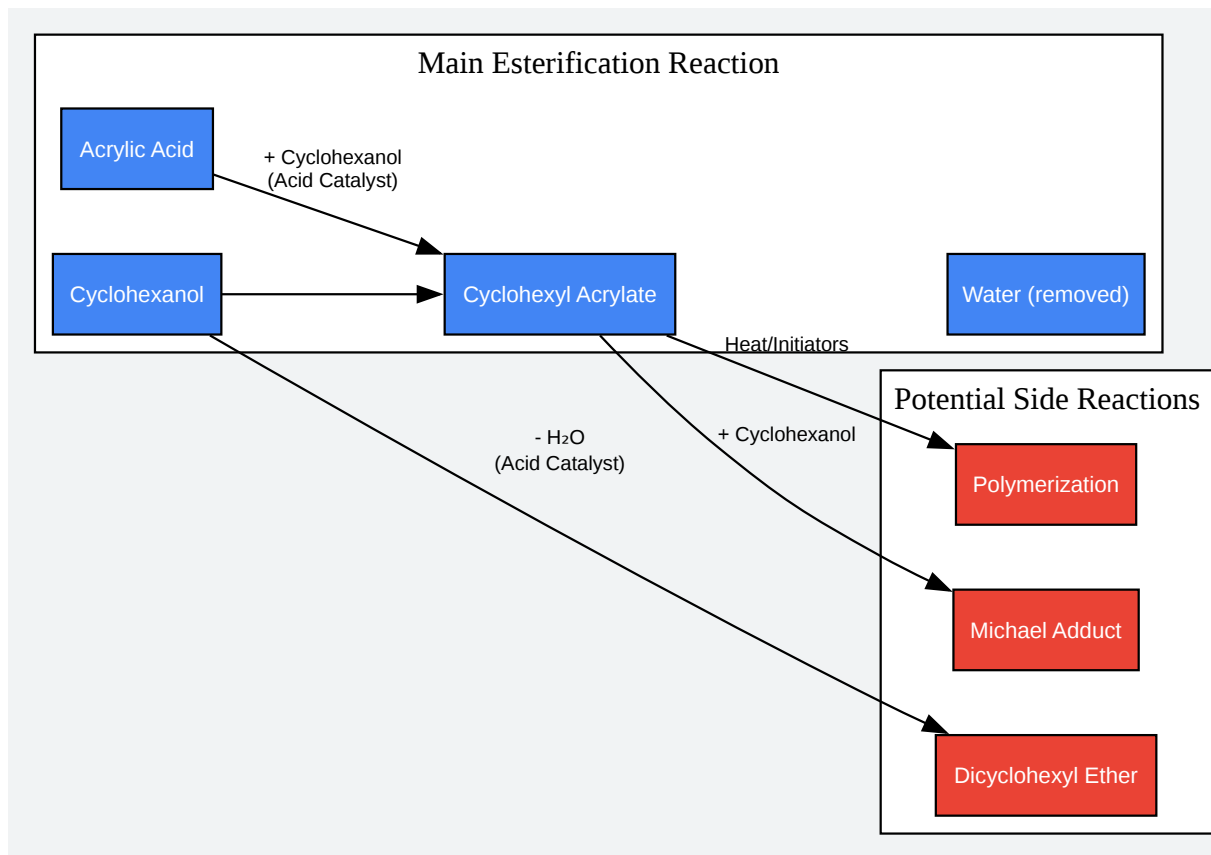 Main Esterification Reaction
Acrylic Acid
+ Cyclohexanol
(Acid Catalyst)
Cyclohexanol
Cyclohexyl Acrylate
Water (removed)
Heat/Initiators
Potential Side Reactions
- H₂O
(Acid Catalyst)
+ Cyclohexanol
Polymerization
Michael Adduct
Dicyclohexyl Ether